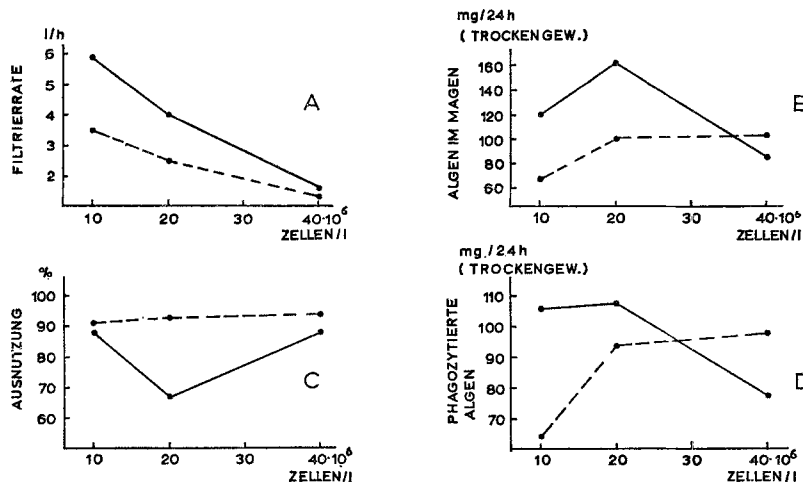 l/h
6
5
4
3
2
FILTRIERRATE
A
10 20 30 40·10⁶
ZELLEN/l
mg/24h
(TROCKENGEW.)
160
140
120
100
80
60
ALGEN IM MAGEN
10 20 30 40·10⁶
ZELLEN/l
%
100
90
80
70
60
AUSNUTZUNG
C
10 20 30 40·10⁶
ZELLEN/l
mg/24h
(TROCKENGEW.)
110
100
90
80
70
PHAGOZYTIERTE
ALGEN
10 20 30 40·10⁶
ZELLEN/l